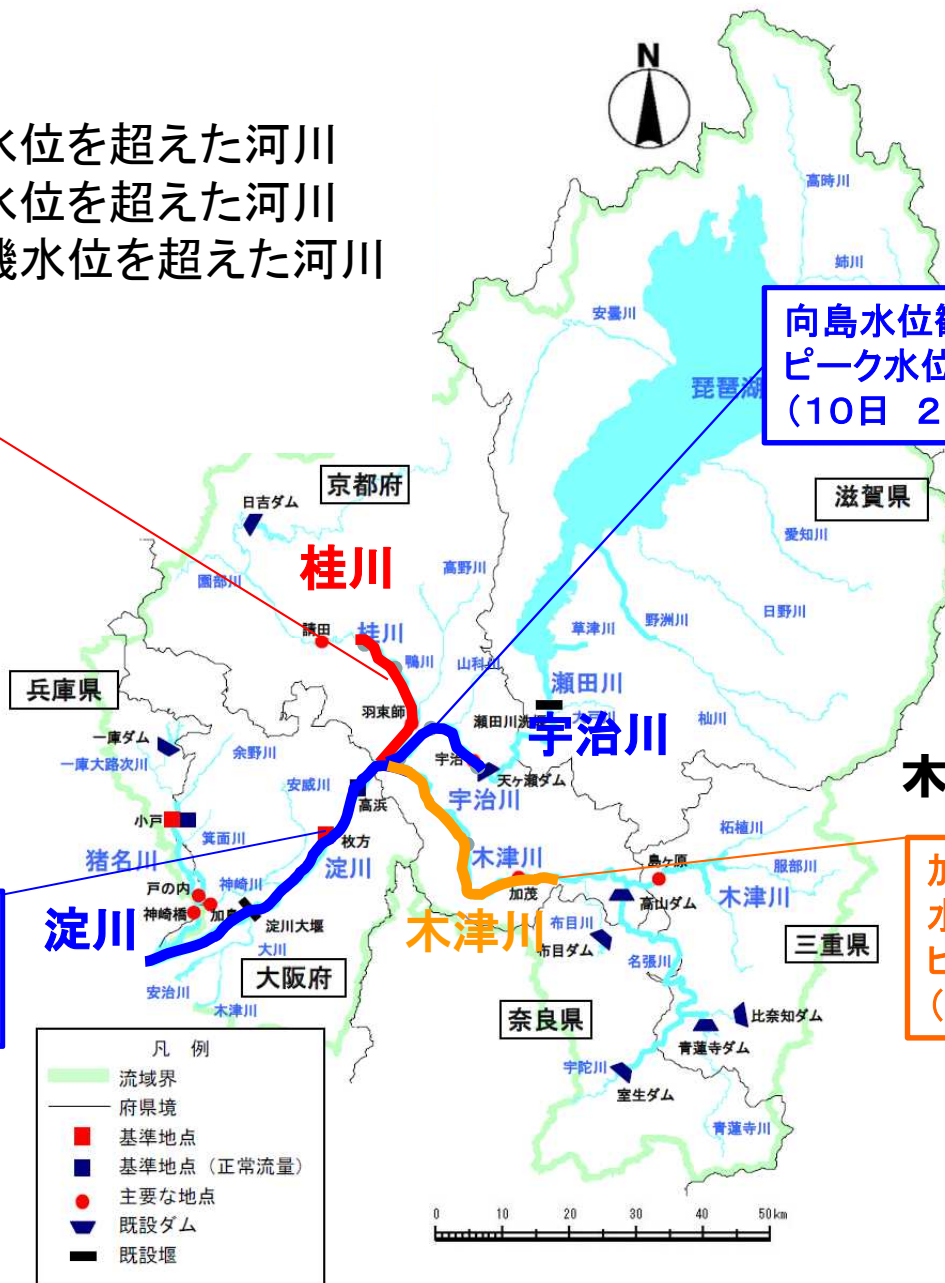 水位を超えた河川
水位を超えた河川
機水位を超えた河川
N
高時川
姉川
安曇川
向島水位観
ピーク水位
(10日 2
琵琶湖
京都府
滋賀県
日吉ダム
愛知川
桂川
高野川
園部川
日野川
野洲川
草津川
請田
桂川
鴨川
山科川
瀬田川
兵庫県
羽束師
瀬田川洗堰
大戸川
杣川
宇治川
一庫ダム
余野川
一庫大路次川
宇治
天ヶ瀬ダム
安威川
宇治川
高浜
木
柘植川
小戸
箕面川
枚方
木津川
島ヶ原
服部川
猪名川
淀川
加
水
ピ
(
戸の内
神崎川
加茂
高山ダム
木津川
神崎橋
加島
淀川大堰
布目川
淀川
木津川
大川
布目ダム
名張川
三重県
大阪府
安治川
木津川
奈良県
比奈知ダム
青蓮寺ダム
宇陀川
室生ダム
青蓮寺川
凡 例
流域界
府県境
基準地点
基準地点(正常流量)
主要な地点
既設ダム
既設堰
0 10 20 30 40 50km